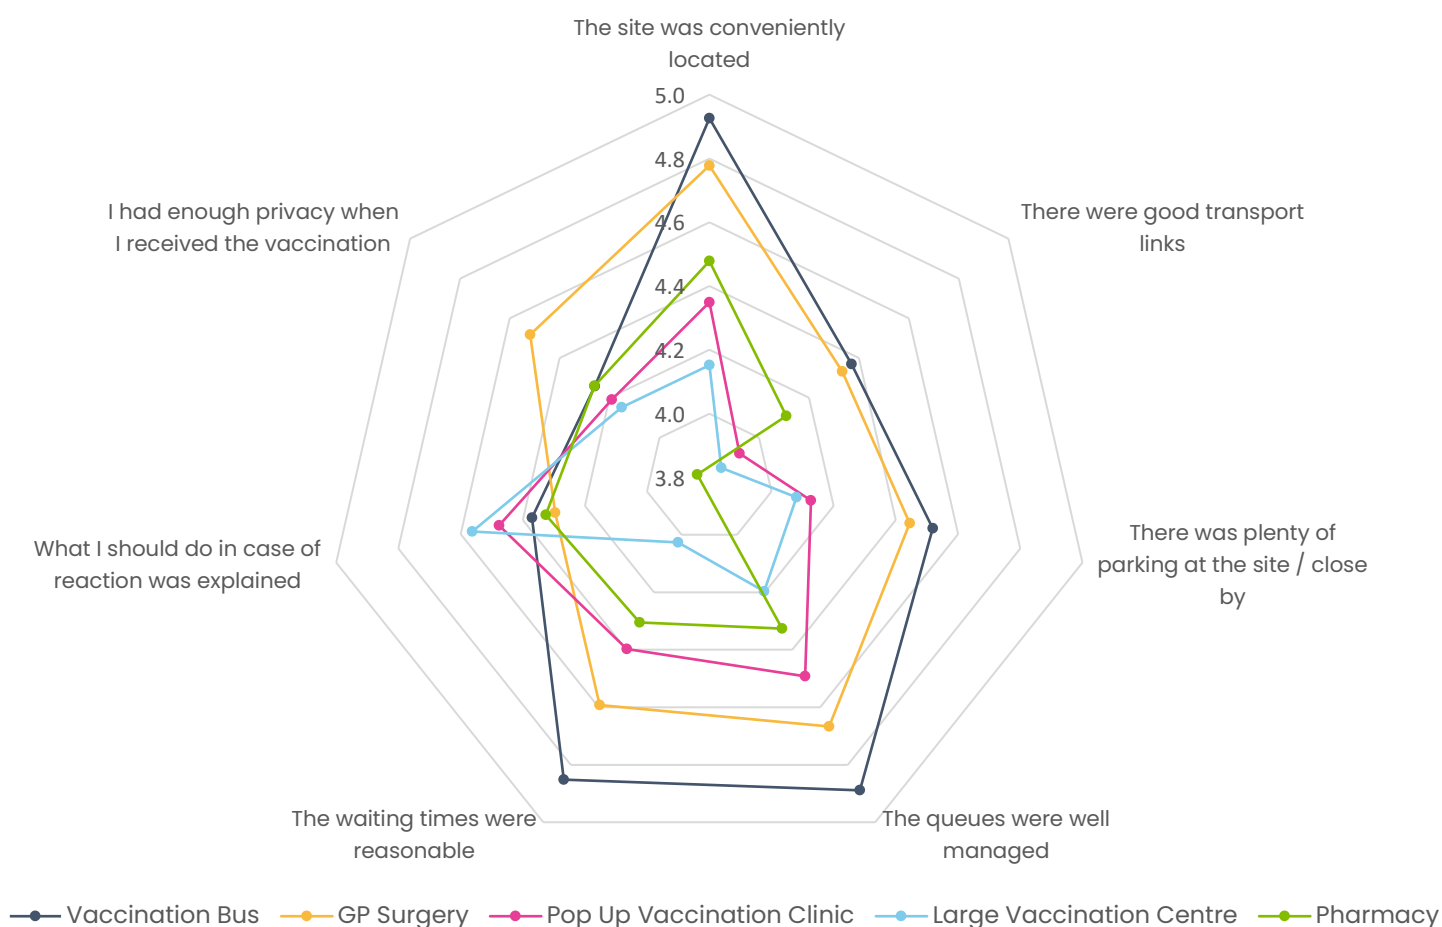 The site was conveniently
located
5.0
4.8
4.6
4.4
4.2
4.0
3.8
I had enough privacy when
I received the vaccination
There were good transport
links
What I should do in case of
reaction was explained
There was plenty of
parking at the site / close
by
The waiting times were
reasonable
The queues were well
managed
Vaccination Bus
GP Surgery
Pop Up Vaccination Clinic
Large Vaccination Centre
Pharmacy